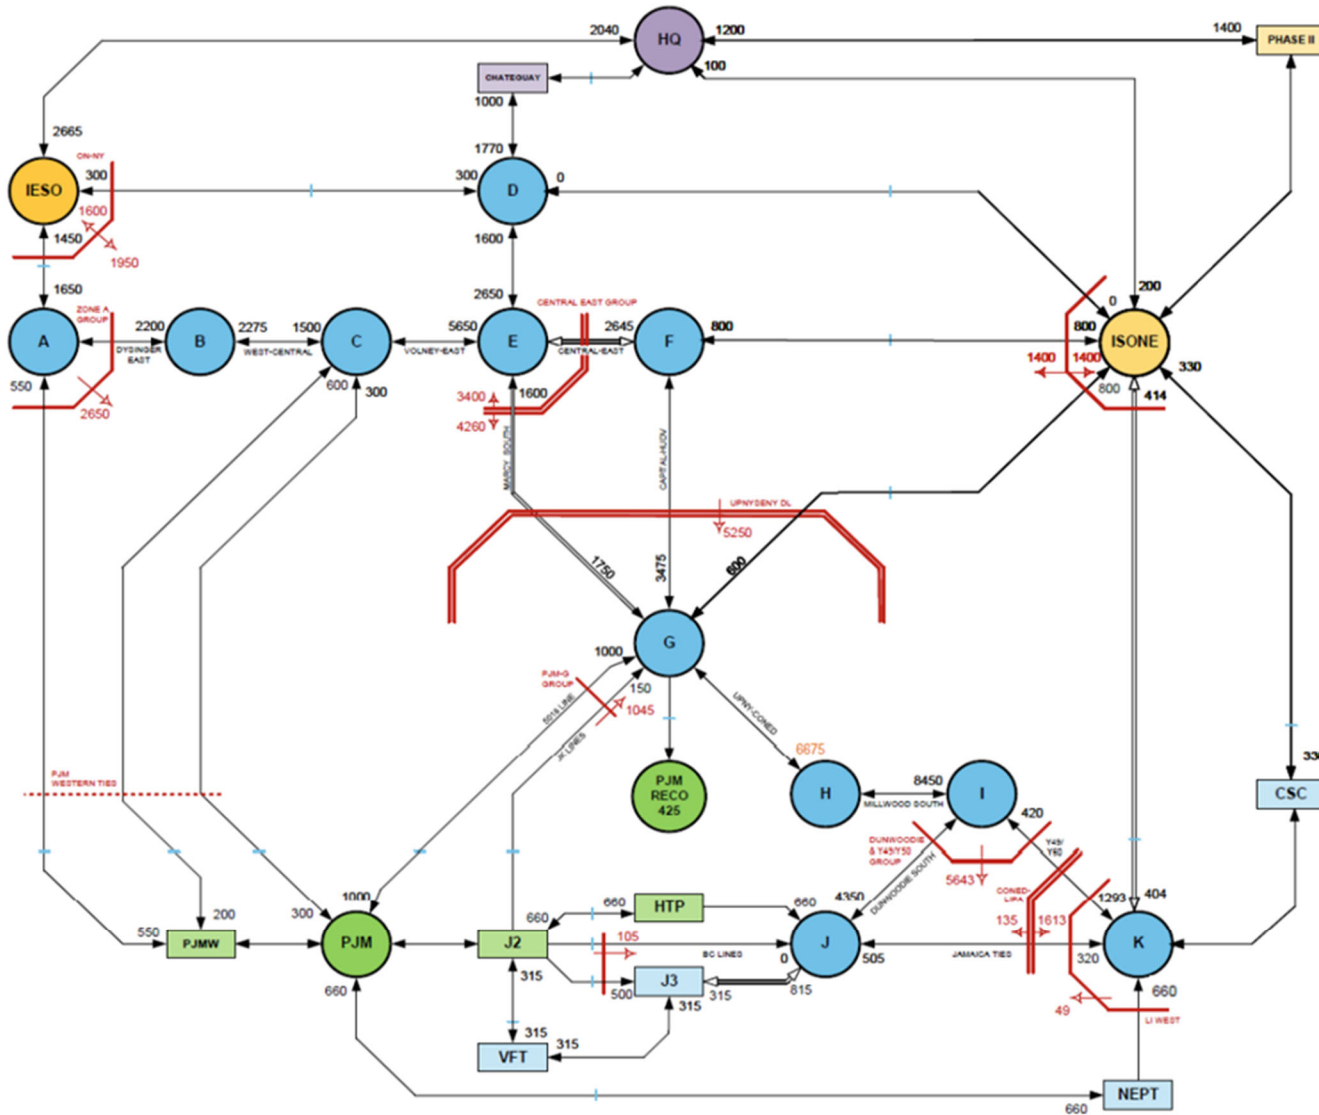 2040
HQ
1200
1400
PHASE II
100
CHATEGUAY
1000
2665
ON-NY
1770
IESO
300
300
D
0
1600
1450
1950
1600
1650
2650
0
200
ZONE A
GROUP
CENTRAL EAST GROUP
A
2200
B
2275
1500
C
5650
E
2645
F
800
800
ISONE
DYSINGER
EAST
WEST-CENTRAL
VOLNEY-EAST
CENTRAL-EAST
1400
1400
330
550
600
300
1600
800
414
2650
3400
4260
MARCY SOUTH
CAPITAL-HUDV
UPNYSENY DL
5250
1750
3475
600
G
1000
PJM-G
GROUP
150
1045
5018 LINE
JK LINES
UPNY-CONED
PJM
WESTERN TIES
PJM
RECO
425
6675
H
8450
I
MILLWOOD SOUTH
420
330
CSC
DUNWOODIE
& Y49/Y50
GROUP
Y49/
Y50
5643
DUNWOODIE SOUTH
CONED-
LIPA
1000
4350
1293
404
550
200
300
660
660
HTP
660
135
1613
PJMW
PJM
J2
105
BC LINES
J
0
505
JAMAICA TIES
320
K
660
315
500
J3
315
815
660
315
49
LI WEST
315
VFT
315
NEPT
660